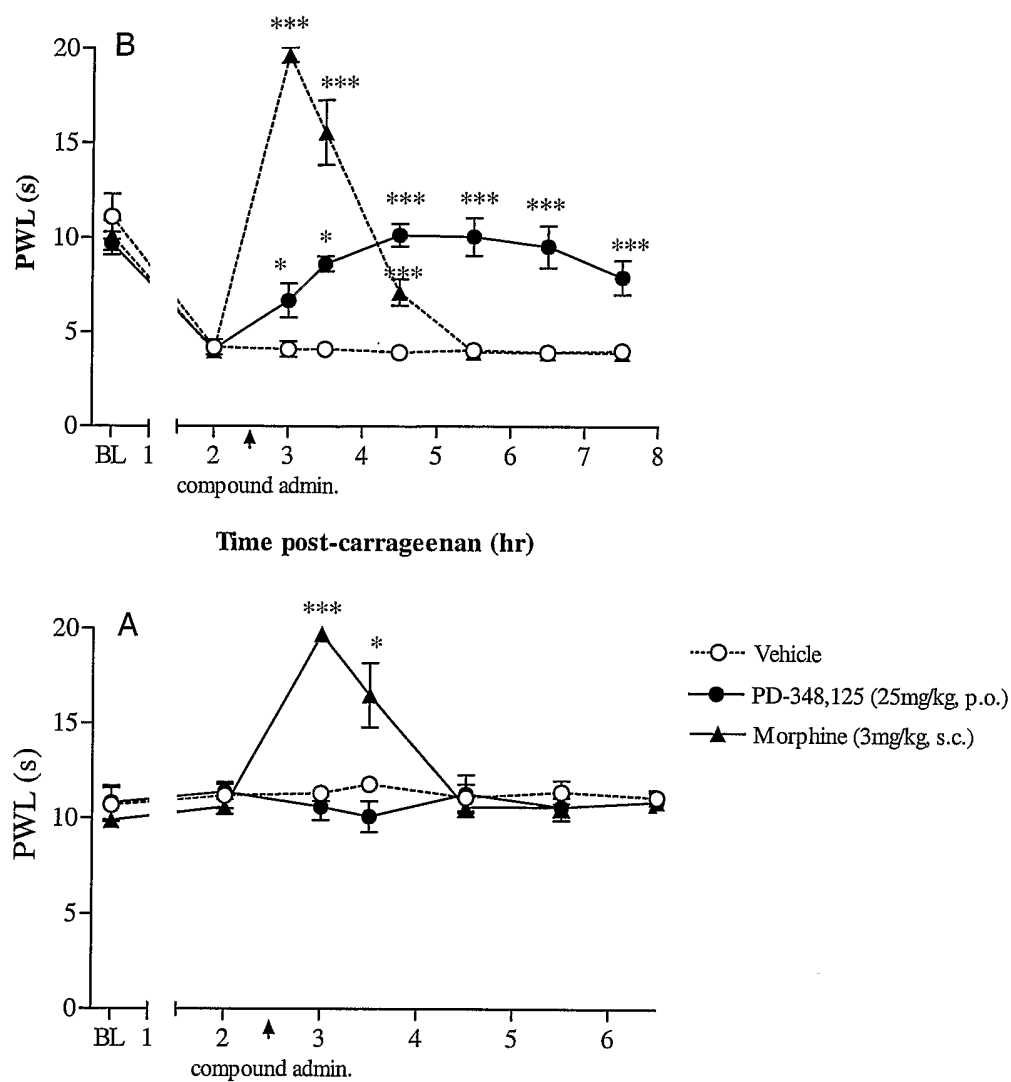 B
***
***
***
***
***
***
*
*
***
20
15
10
5
0
PWL (s)
BL 1 2 3 4 5 6 7 8
compound admin.
Time post-carrageenan (hr)
A
***
*
20
15
10
5
0
PWL (s)
BL 1 2 3 4 5 6
compound admin.
Vehicle
PD-348,125 (25mg/kg, p.o.)
Morphine (3mg/kg, s.c.)